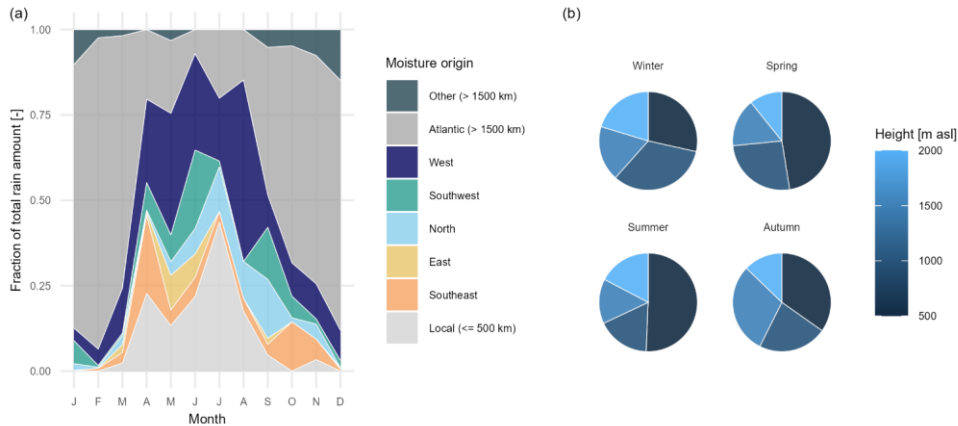 (a)
Fraction of total rain amount [-]
1.00
0.75
0.50
0.25
0.00
J F M A M J J A S O N D
Month
Moisture origin
Other (> 1500 km)
Atlantic (> 1500 km)
West
Southwest
North
East
Southeast
Local (<= 500 km)
(b)
Winter Spring
Summer Autumn
Height [m asl]
2000
1500
1000
500